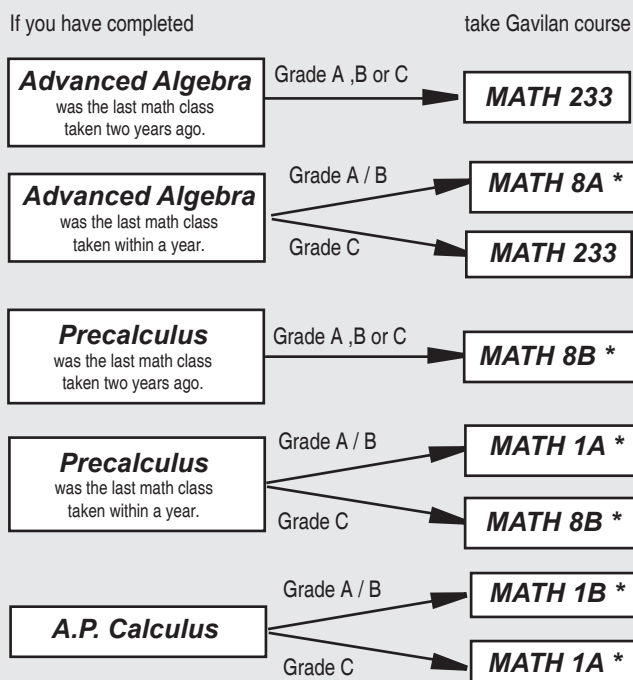 If you have completed
take Gavilan course
Advanced Algebra
was the last math class
taken two years ago.
Grade A ,B or C
MATH 233
Advanced Algebra
was the last math class
taken within a year.
Grade A / B
MATH 8A *
Grade C
MATH 233
Precalculus
was the last math class
taken two years ago.
Grade A ,B or C
MATH 8B *
Precalculus
was the last math class
taken within a year.
Grade A / B
MATH 1A *
Grade C
MATH 8B *
A.P. Calculus
Grade A / B
MATH 1B *
Grade C
MATH 1A *